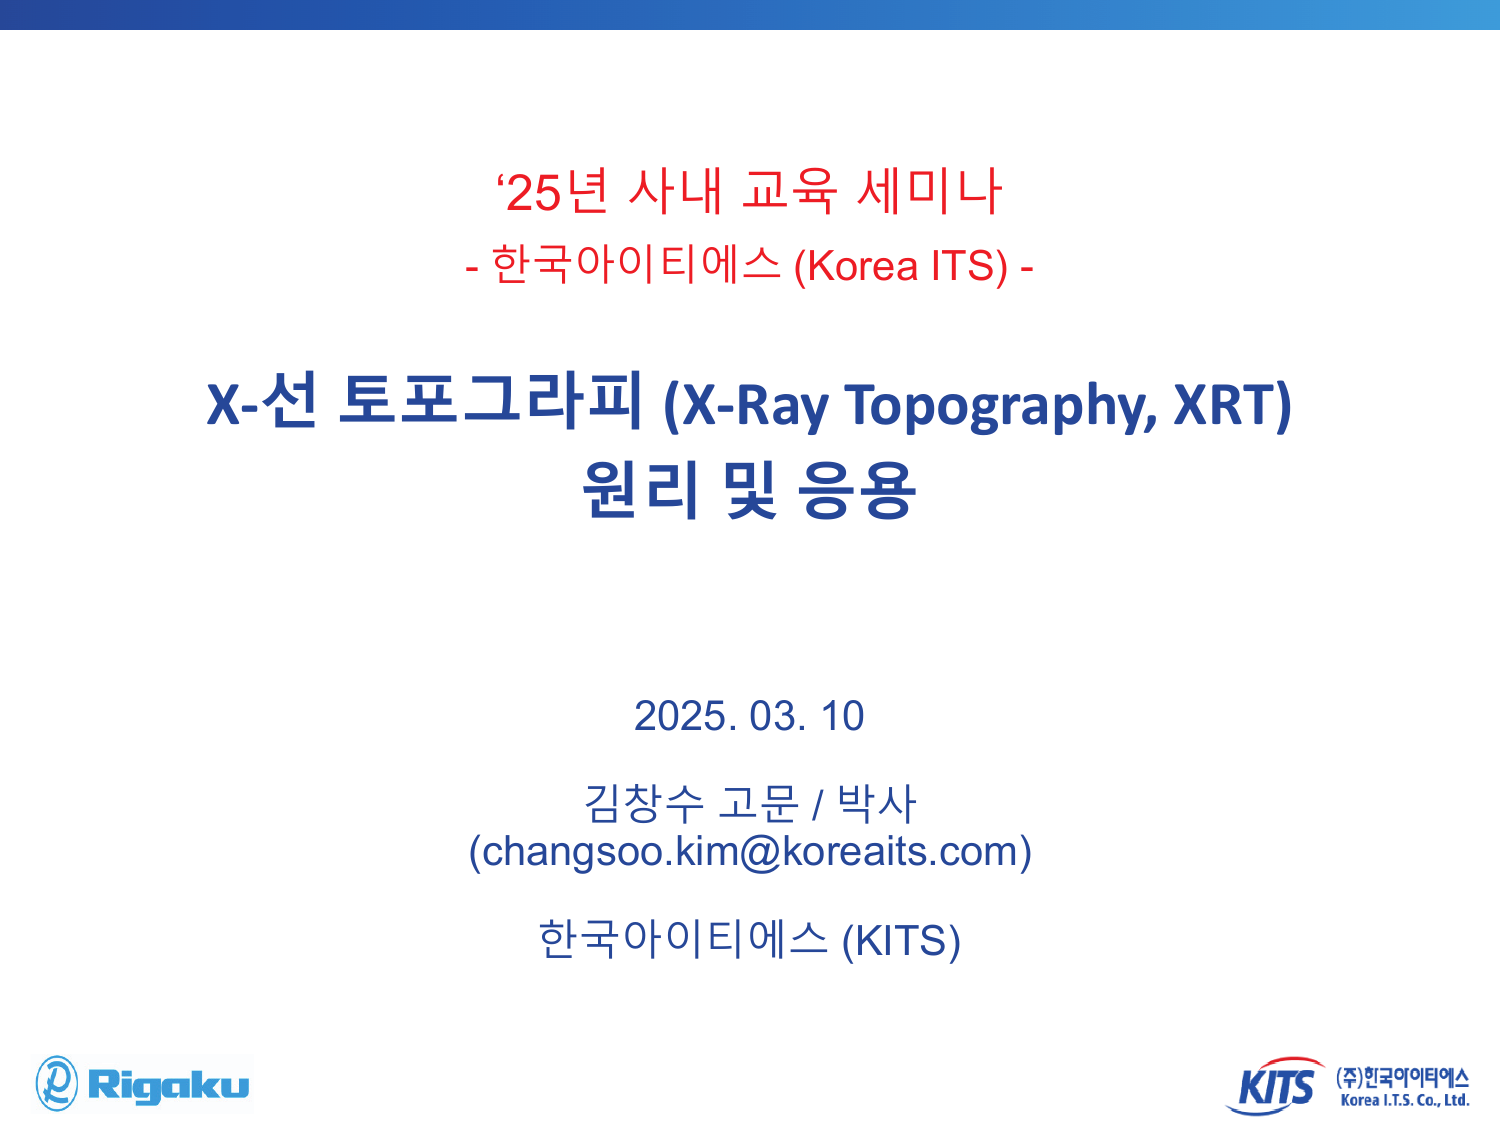 ‘25년 사내 교육 세미나
- 한국아이티에스 (Korea ITS) -
X-선 토포그라피 (X-Ray Topography, XRT)
원리 및 응용
2025. 03. 10
김창수 고문 / 박사
(changsoo.kim@koreaits.com)
한국아이티에스 (KITS)
Rigaku
KITS
(주)한국아이티에스
Korea I.T.S. Co., Ltd.